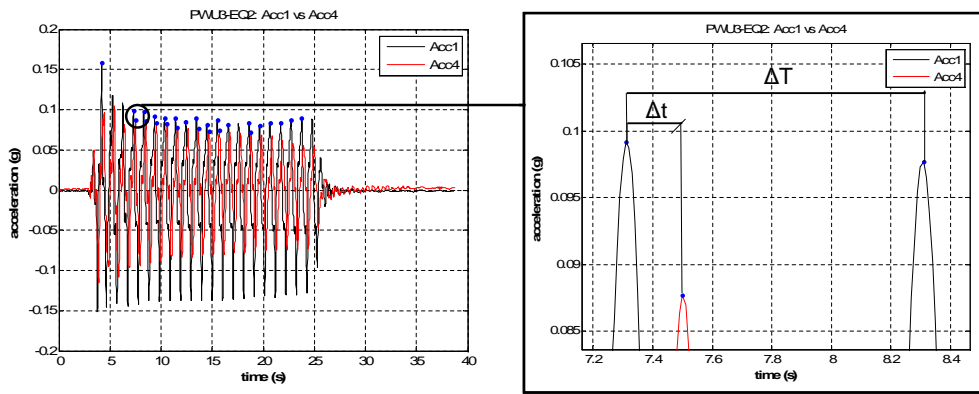 PWU3-EQ2: Acc1 vs Acc4
0.2
0.15
0.1
0.05
0
-0.05
-0.1
-0.15
-0.2
acceleration (g)
0 5 10 15 20 25 30 35 40
time (s)
Acc1
Acc4
PWU3-EQ2: Acc1 vs Acc4
0.105
0.1
0.095
0.09
0.085
acceleration (g)
7.2 7.4 7.6 7.8 8 8.2 8.4
time (s)
Acc1
Acc4
ΔT
Δt